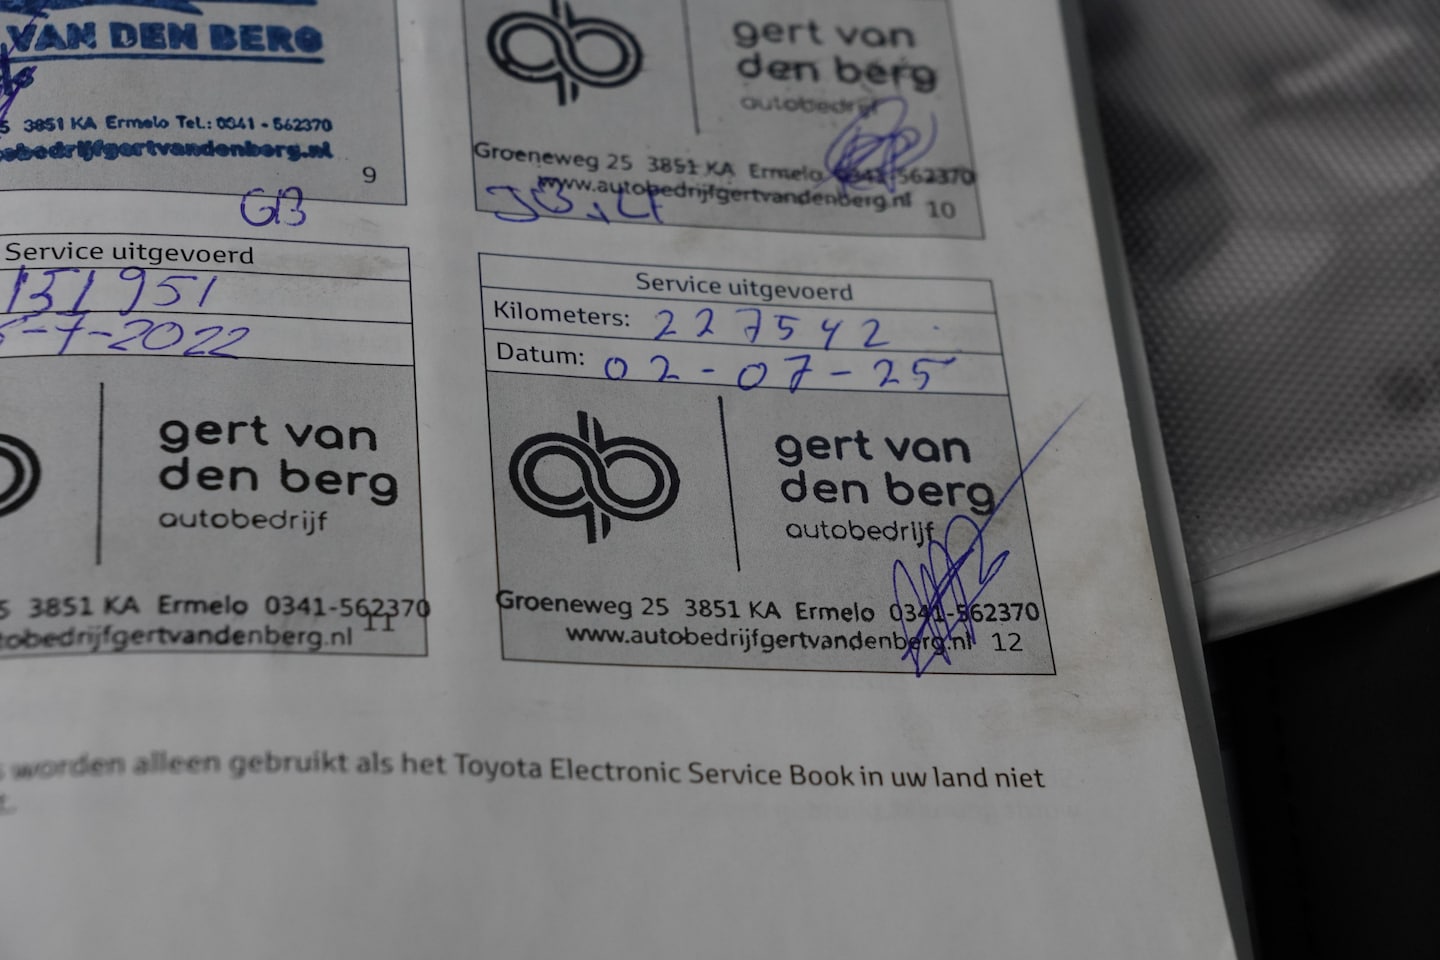 VAN DEN BERG
3851 KA Ermelo Tel.: 0341 - 562370
obedrijfgertvandenberg.nl
9
GB
gert van
den berg
autobedrijf
Groeneweg 25 3851 KA Ermelo 0341-562370
www.autobedrijfgertvandenberg.nl 10
Service uitgevoerd
151951
-7-2022
gert van
den berg
autobedrijf
5 3851 KA Ermelo 0341-562370
tobedrijfgertvandenberg.nl 11
Service uitgevoerd
Kilometers: 227542
Datum: 02-07-25
gert van
den berg
autobedrijf
Groeneweg 25 3851 KA Ermelo 0341-562370
www.autobedrijfgertvandenberg.nl 12
worden alleen gebruikt als het Toyota Electronic Service Book in uw land niet